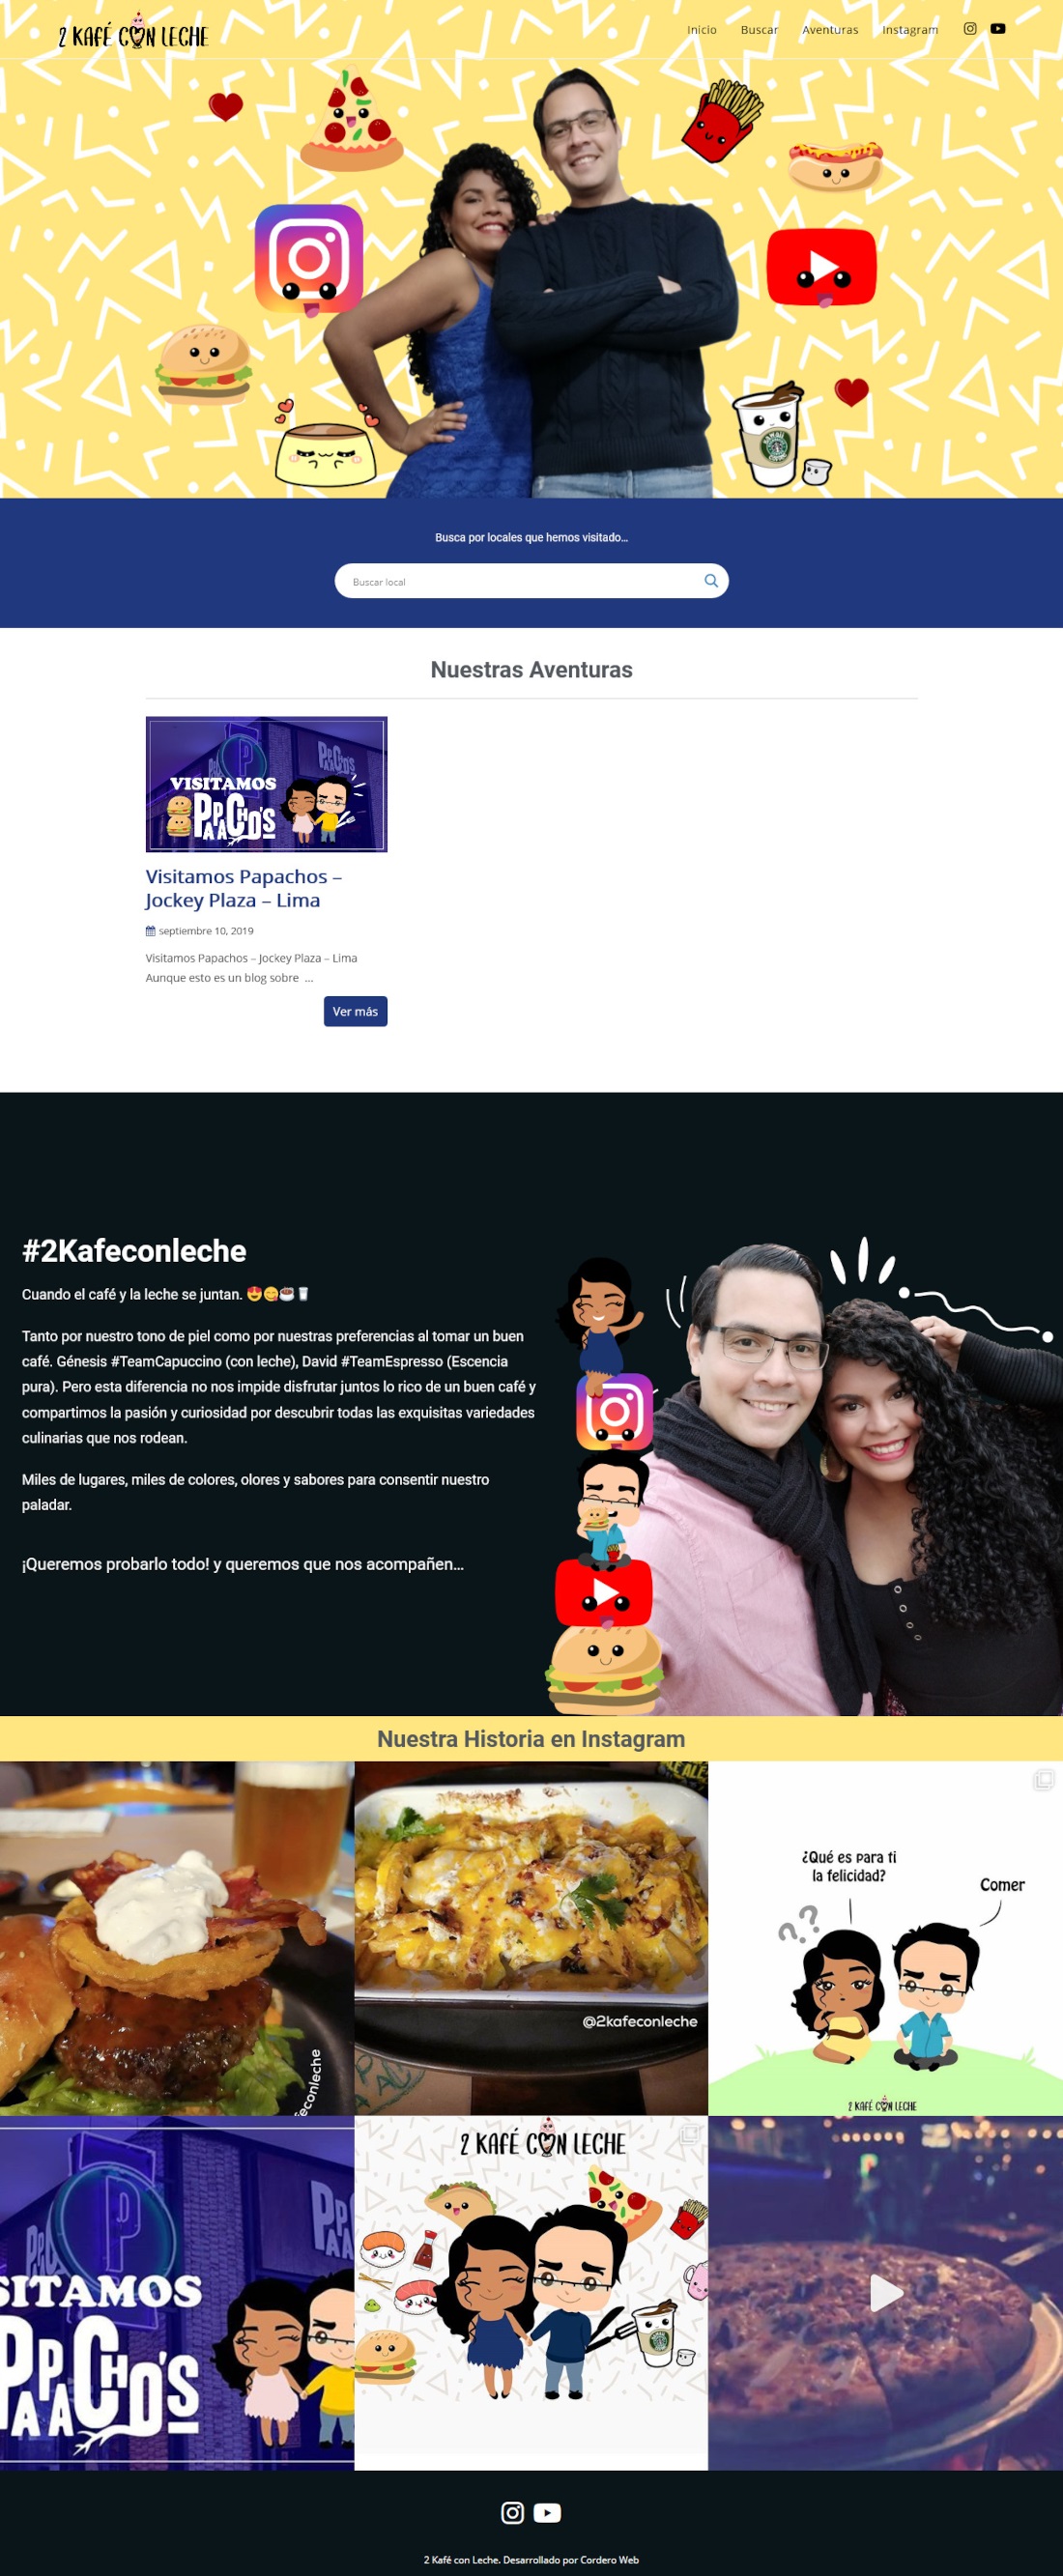 2 KAFÉ CON LECHE
Inicio Buscar Aventuras Instagram
Busca por locales que hemos visitado...
Buscar local
Nuestras Aventuras
VISITAMOS
PAPACHO'S
Visitamos Papachos –
Jockey Plaza – Lima
septiembre 10, 2019
Visitamos Papachos – Jockey Plaza – Lima
Aunque esto es un blog sobre ...
Ver más
#2Kafeconleche
Cuando el café y la leche se juntan. 😍😋☕🥛
Tanto por nuestro tono de piel como por nuestras preferencias al tomar un buen
café. Génesis #TeamCapuccino (con leche), David #TeamEspresso (Escencia
pura). Pero esta diferencia no nos impide disfrutar juntos lo rico de un buen café y
compartimos la pasión y curiosidad por descubrir todas las exquisitas variedades
culinarias que nos rodean.
Miles de lugares, miles de colores, olores y sabores para consentir nuestro
paladar.
¡Queremos probarlo todo! y queremos que nos acompañen...
Nuestra Historia en Instagram
feconleche
@2kafeconleche
¿Qué es para ti
la felicidad?
Comer
2 KAFÉ CON LECHE
SITAMOS
PAPACHO'S
2 KAFÉ CON LECHE
2 Kafé con Leche. Desarrollado por Cordero Web